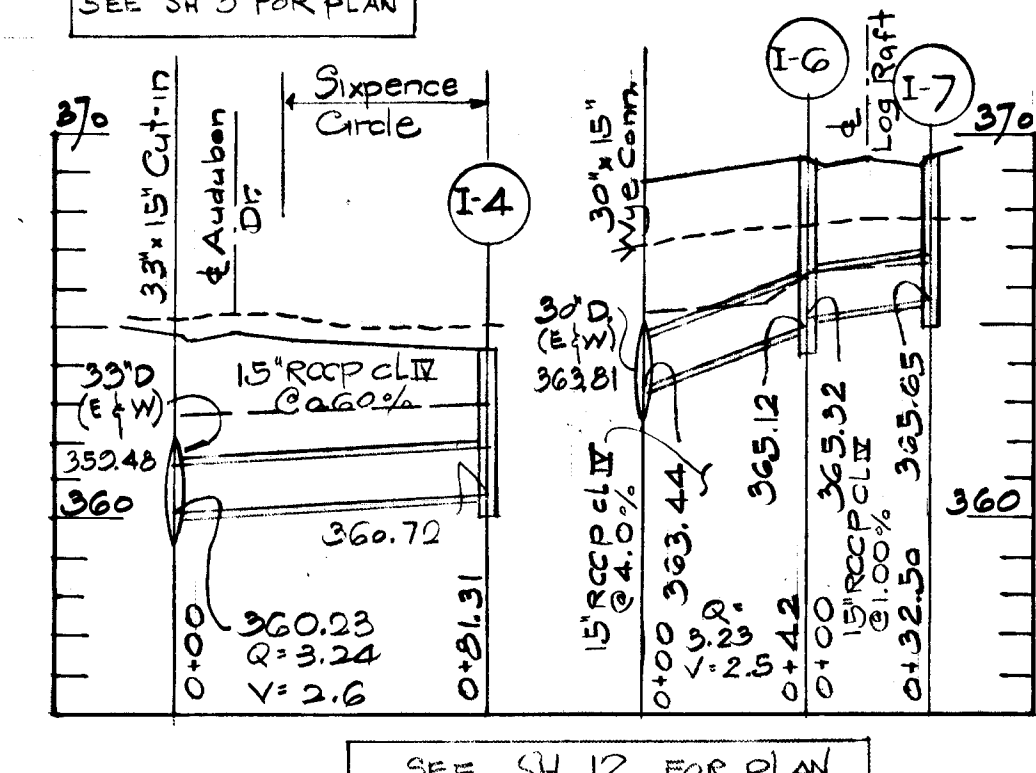 SEE SH 5 FOR PLAN
370
33"x15" Cut-in
℄ Audubon
Dr.
Sixpence
Circle
I-4
33"D
(E & W)
359.48
15"RCCP CL IV
@ 0.60%
360
360.72
360.23
Q=3.24
V=2.6
0+00
0+81.31
30"x15"
Wye Conn.
I-6
℄
Log Raft
I-7
370
30"D.
(E & W)
363.81
15"RCCP CL IV
@ 4.0%
363.44
365.12
365.32
15"RCCP CL IV
@1.00%
365.65
360
Q=
3.23
V=2.5
0+00
0+42
0+00
0+32.50
SEE SH 12 FOR PLAN